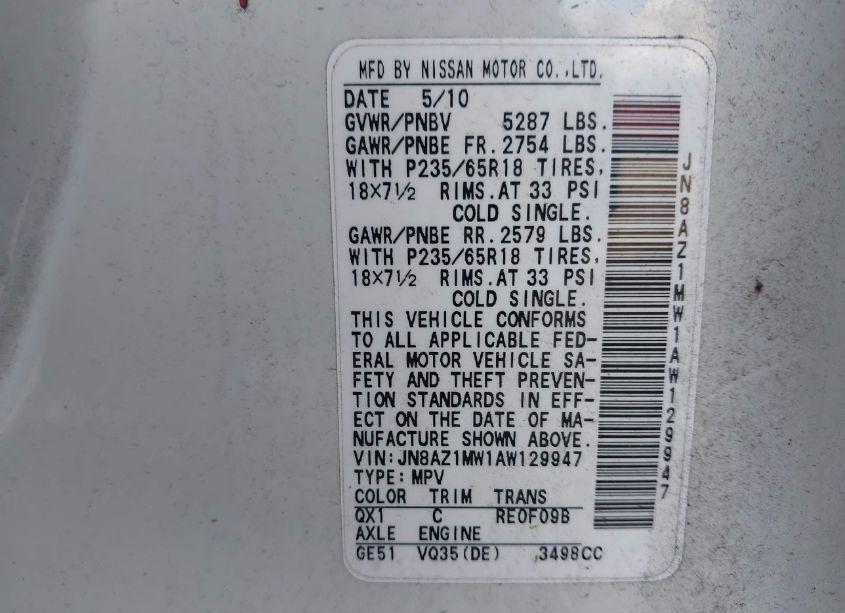 MFD BY NISSAN MOTOR CO.,LTD.
DATE 5/10
GVWR/PNBV 5287 LBS.
GAWR/PNBE FR. 2754 LBS.
WITH P235/65R18 TIRES,
18×7½ RIMS. AT 33 PSI
COLD SINGLE.
GAWR/PNBE RR. 2579 LBS.
WITH P235/65R18 TIRES,
18×7½ RIMS. AT 33 PSI
COLD SINGLE.
THIS VEHICLE CONFORMS
TO ALL APPLICABLE FED-
ERAL MOTOR VEHICLE SA-
FETY AND THEFT PREVEN-
TION STANDARDS IN EFF-
ECT ON THE DATE OF MA-
NUFACTURE SHOWN ABOVE.
VIN:JN8AZ1MW1AW129947
TYPE:MPV
COLOR TRIM TRANS
QX1 C RE0F09B
AXLE ENGINE
GE51 VQ35(DE) 3498CC
JN8AZ1MW1AW129947